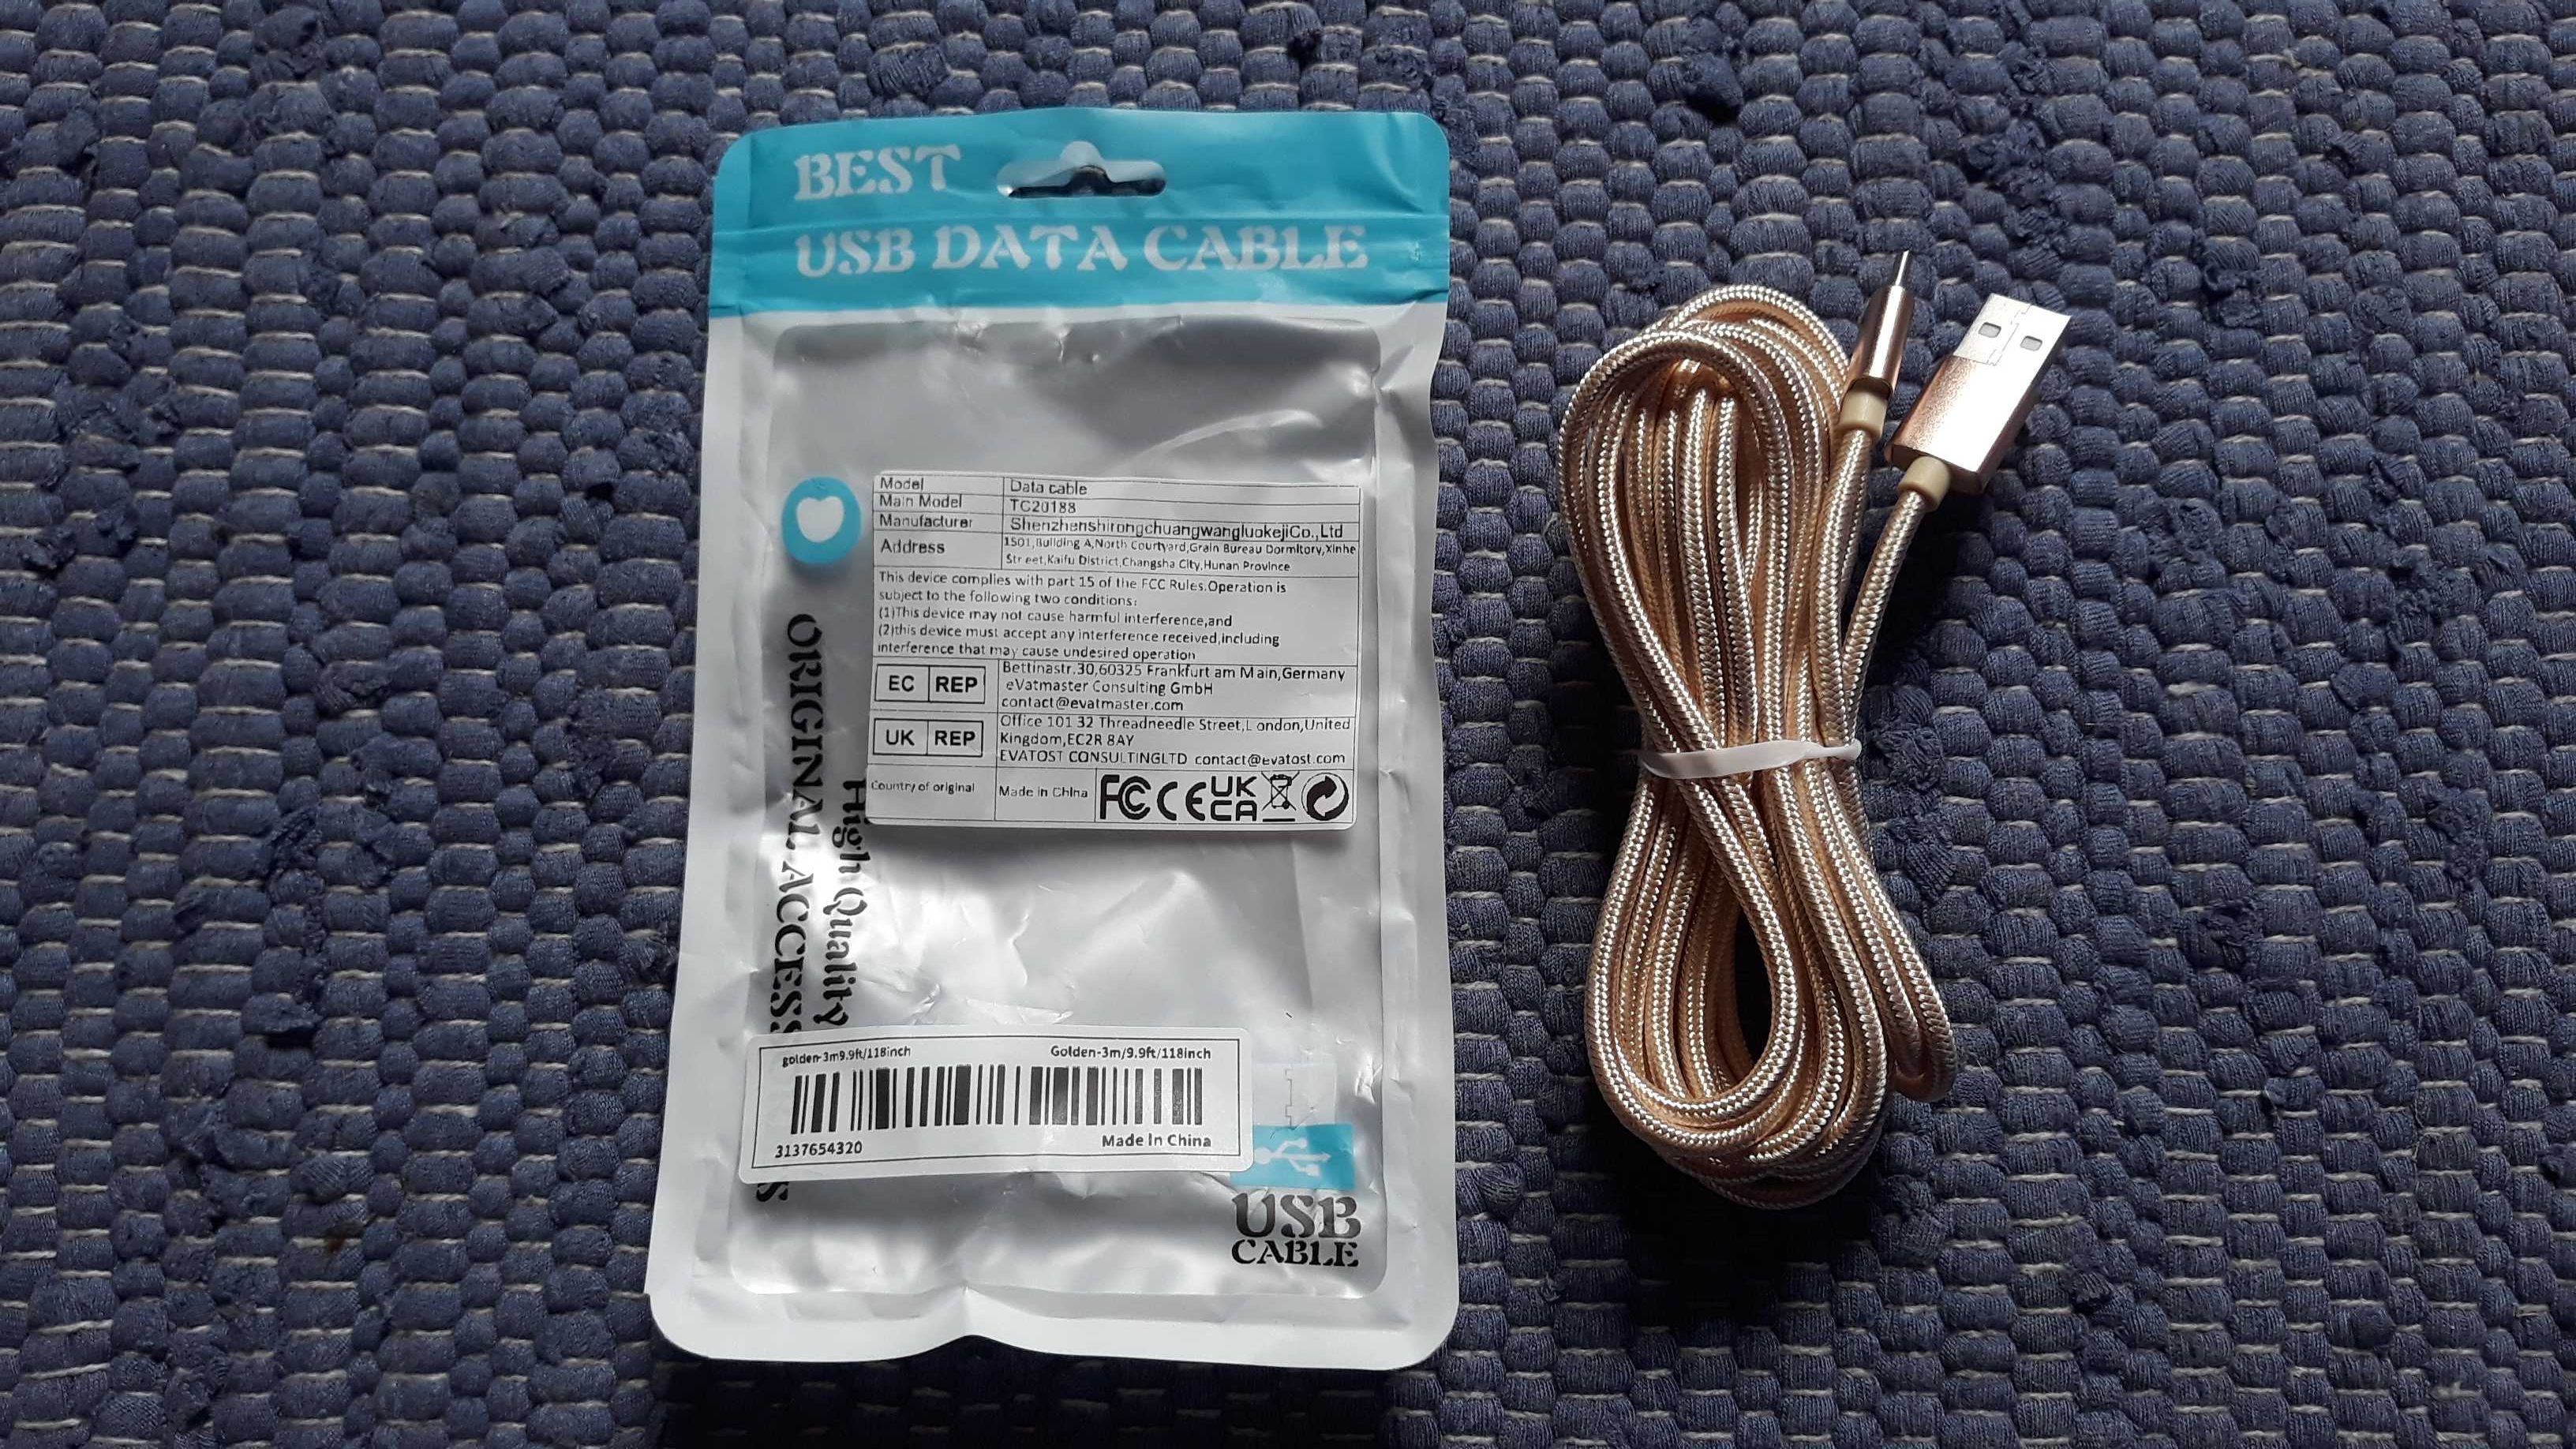 BEST
USB DATA CABLE
Model Data cable
Main Model TC20188
Manufacturer ShenzhenshirongchuangwangluokejiCo.,Ltd
Address 1501,Building A,North Courtyard,Grain Bureau Dormitory,Xinhe
Street,Kaifu District,Changsha City,Hunan Province
This device complies with part 15 of the FCC Rules.Operation is
subject to the following two conditions:
(1)This device may not cause harmful interference,and
(2)this device must accept any interference received,including
interference that may cause undesired operation
EC REP
Bettinastr.30,60325 Frankfurt am Main,Germany
eVatmaster Consulting GmbH
contact@evatmaster.com
UK REP
Office 101 32 Threadneedle Street,London,United
Kingdom,EC2R 8AY
EVATOST CONSULTINGLTD contact@evatost.com
Country of original Made in China FC CE UK
CA
High Quality
ORIGINAL ACCESS S
golden-3m9.9ft/118inch Golden-3m/9.9ft/118inch
3137654320 Made In China
USB
CABLE